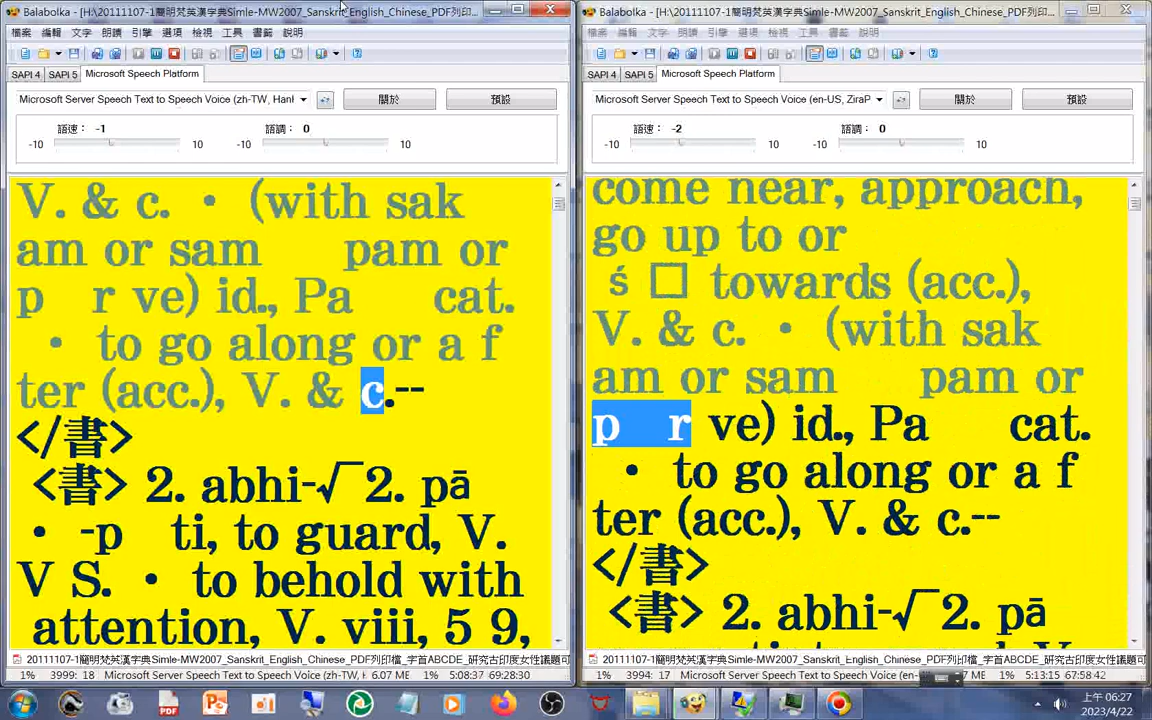 Balabolka - [H:\20111107-1簡明梵英漢字典Simle-MW2007_Sanskrit_English_Chinese_PDF列印...
檔案 編輯 文字 朗讀 引擎 選項 檢視 工具 書籤 說明
SAPI 4 SAPI 5 Microsoft Speech Platform
Microsoft Server Speech Text to Speech Voice (zh-TW, Hanl
關於 預設
語速： -1 語調： 0
-10 10 -10 10
V. & c. • (with sak
am or sam pam or
p r ve) id., Pa cat.
• to go along or a f
ter (acc.), V. & c.--
</書>
<書> 2. abhi-√ 2. pā
• -p ti, to guard, V.
V S. • to behold with
attention, V. viii, 5 9,
20111107-1簡明梵英漢字典Simle-MW2007_Sanskrit_English_Chinese_PDF列印檔_字首ABCDE_研究古印度女性議題可
1% 3999: 18 Microsoft Server Speech Text to Speech Voice (zh-TW, H 6.07 MB 1% 5:08:37 69:28:30
Balabolka - [H:\20111107-1簡明梵英漢字典Simle-MW2007_Sanskrit_English_Chinese_PDF列印...
檔案 編輯 文字 朗讀 引擎 選項 檢視 工具 書籤 說明
SAPI 4 SAPI 5 Microsoft Speech Platform
Microsoft Server Speech Text to Speech Voice (en-US, ZiraP
關於 預設
語速： -2 語調： 0
-10 10 -10 10
come near, approach,
go up to or
ś □ towards (acc.),
V. & c. • (with sak
am or sam pam or
p r ve) id., Pa cat.
• to go along or a f
ter (acc.), V. & c.--
</書>
<書> 2. abhi-√ 2. pā
20111107-1簡明梵英漢字典Simle-MW2007_Sanskrit_English_Chinese_PDF列印檔_字首ABCDE_研究古印度女性議題可
1% 3994: 17 Microsoft Server Speech 1% 5:13:15 67:58:42
PDF
上午 06:27
2023/4/22